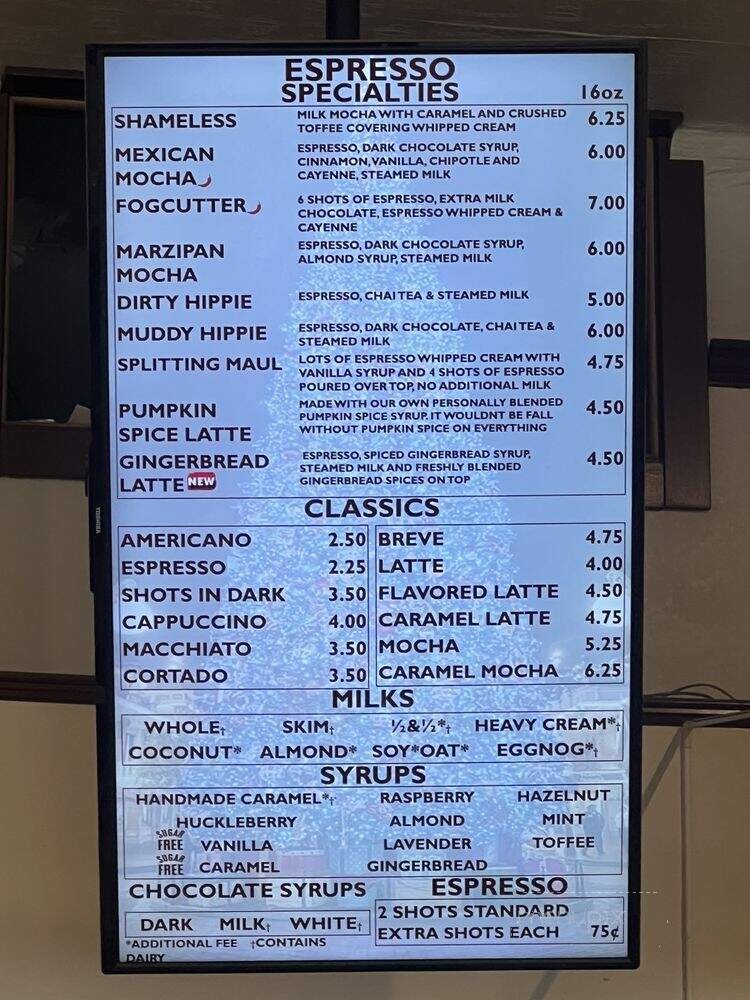 ESPRESSO
SPECIALTIES 16oz
SHAMELESS MILK MOCHA WITH CARAMEL AND CRUSHED TOFFEE COVERING WHIPPED CREAM 6.25
MEXICAN MOCHA ESPRESSO, DARK CHOCOLATE SYRUP, CINNAMON, VANILLA, CHIPOTLE AND CAYENNE, STEAMED MILK 6.00
FOGCUTTER 6 SHOTS OF ESPRESSO, EXTRA MILK CHOCOLATE, ESPRESSO WHIPPED CREAM & CAYENNE 7.00
MARZIPAN MOCHA ESPRESSO, DARK CHOCOLATE SYRUP, ALMOND SYRUP, STEAMED MILK 6.00
DIRTY HIPPIE ESPRESSO, CHAI TEA & STEAMED MILK 5.00
MUDDY HIPPIE ESPRESSO, DARK CHOCOLATE, CHAI TEA & STEAMED MILK 6.00
SPLITTING MAUL LOTS OF ESPRESSO WHIPPED CREAM WITH VANILLA SYRUP AND 4 SHOTS OF ESPRESSO POURED OVER TOP, NO ADDITIONAL MILK 4.75
PUMPKIN SPICE LATTE MADE WITH OUR OWN PERSONALLY BLENDED PUMPKIN SPICE SYRUP. IT WOULDNT BE FALL WITHOUT PUMPKIN SPICE ON EVERYTHING 4.50
GINGERBREAD LATTE NEW ESPRESSO, SPICED GINGERBREAD SYRUP, STEAMED MILK AND FRESHLY BLENDED GINGERBREAD SPICES ON TOP 4.50
CLASSICS
AMERICANO 2.50 BREVE 4.75
ESPRESSO 2.25 LATTE 4.00
SHOTS IN DARK 3.50 FLAVORED LATTE 4.50
CAPPUCCINO 4.00 CARAMEL LATTE 4.75
MACCHIATO 3.50 MOCHA 5.25
CORTADO 3.50 CARAMEL MOCHA 6.25
MILKS
WHOLE† SKIM† ½&½*† HEAVY CREAM*†
COCONUT* ALMOND* SOY*OAT* EGGNOG*†
SYRUPS
HANDMADE CARAMEL*† RASPBERRY HAZELNUT
HUCKLEBERRY ALMOND MINT
SUGAR FREE VANILLA LAVENDER TOFFEE
SUGAR FREE CARAMEL GINGERBREAD
CHOCOLATE SYRUPS
DARK MILK† WHITE†
*ADDITIONAL FEE †CONTAINS
DAIRY
ESPRESSO
2 SHOTS STANDARD
EXTRA SHOTS EACH 75¢
TOSHIBA